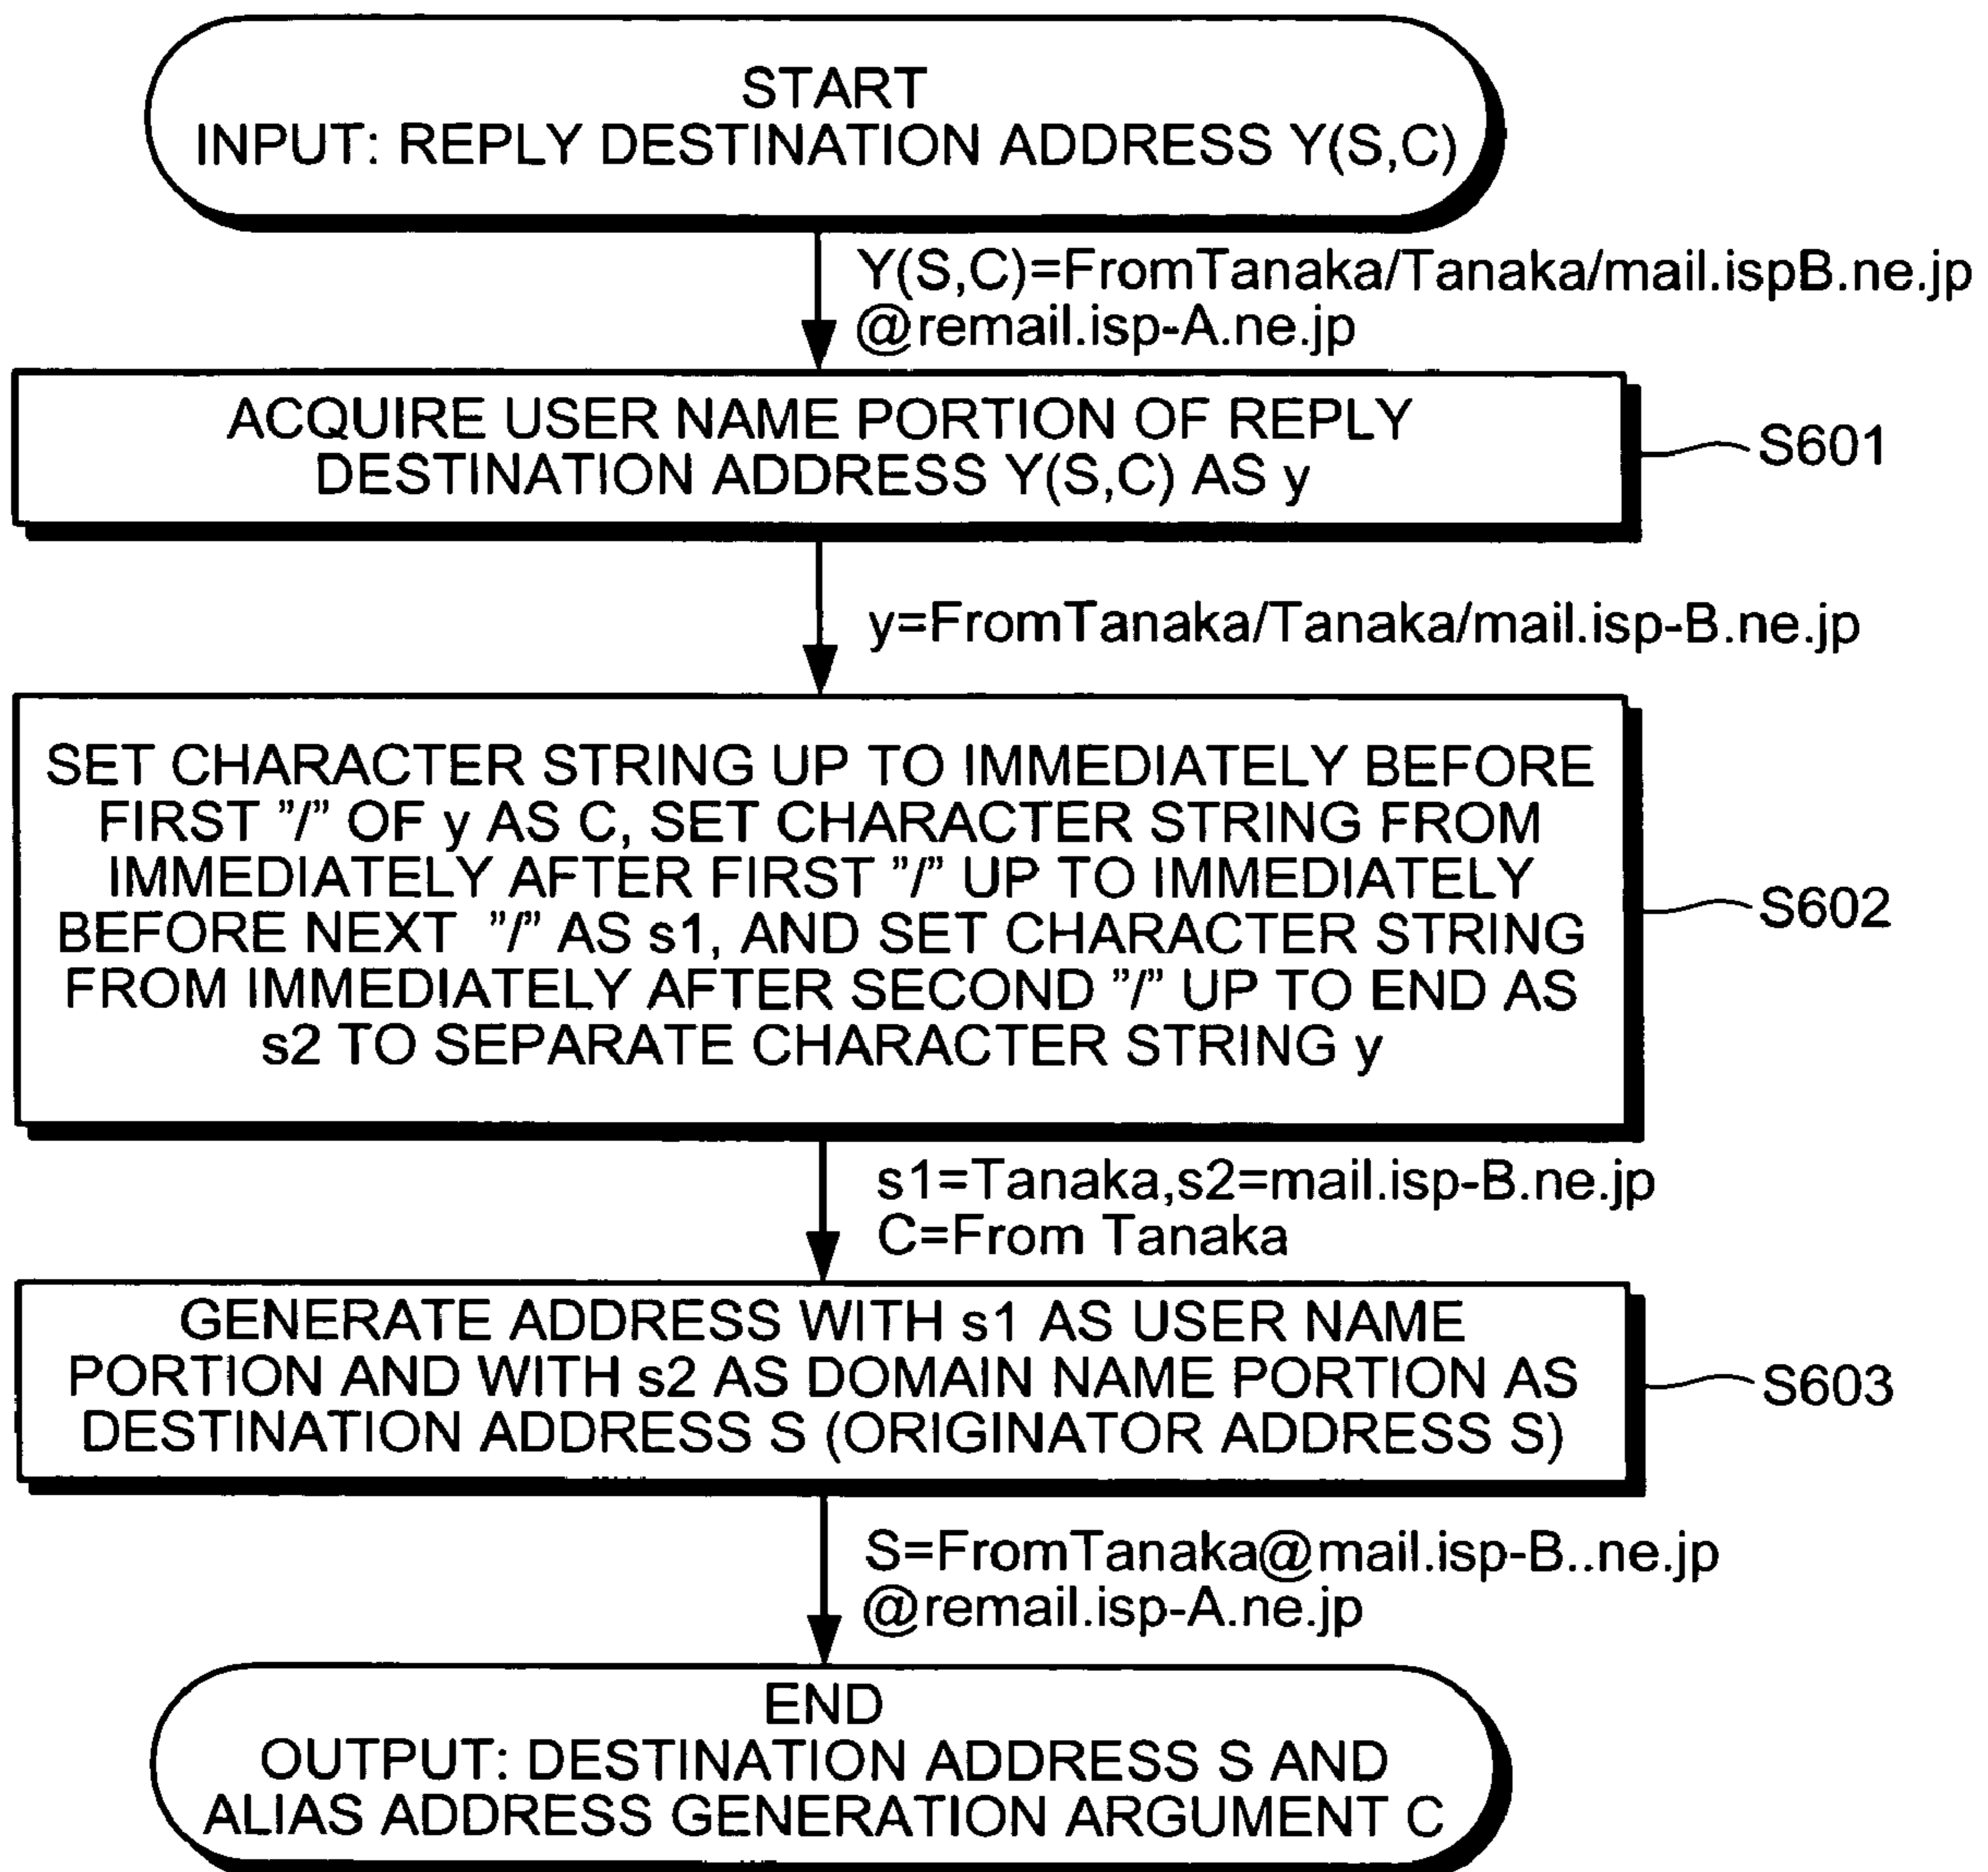 START
INPUT: REPLY DESTINATION ADDRESS Y(S,C)
Y(S,C)=FromTanaka/Tanaka/mail.ispB.ne.jp
@remail.isp-A.ne.jp
ACQUIRE USER NAME PORTION OF REPLY
DESTINATION ADDRESS Y(S,C) AS y
S601
y=FromTanaka/Tanaka/mail.isp-B.ne.jp
SET CHARACTER STRING UP TO IMMEDIATELY BEFORE
FIRST ”/” OF y AS C, SET CHARACTER STRING FROM
IMMEDIATELY AFTER FIRST ”/” UP TO IMMEDIATELY
BEFORE NEXT ”/” AS s1, AND SET CHARACTER STRING
FROM IMMEDIATELY AFTER SECOND ”/” UP TO END AS
s2 TO SEPARATE CHARACTER STRING y
S602
s1=Tanaka,s2=mail.isp-B.ne.jp
C=From Tanaka
GENERATE ADDRESS WITH s1 AS USER NAME
PORTION AND WITH s2 AS DOMAIN NAME PORTION AS
DESTINATION ADDRESS S (ORIGINATOR ADDRESS S)
S603
S=FromTanaka@mail.isp-B..ne.jp
@remail.isp-A.ne.jp
END
OUTPUT: DESTINATION ADDRESS S AND
ALIAS ADDRESS GENERATION ARGUMENT C